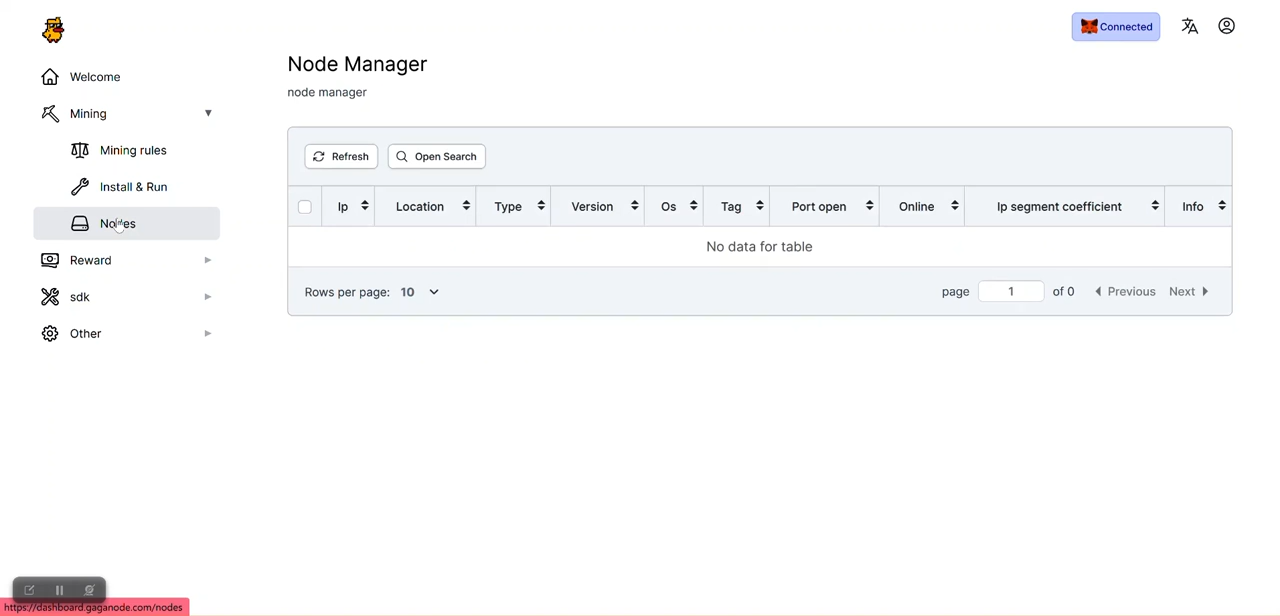 Connected
Welcome
Mining
Mining rules
Install & Run
Nodes
Reward
sdk
Other
Node Manager
node manager
Refresh
Open Search
Ip Location Type Version Os Tag Port open Online Ip segment coefficient Info
No data for table
Rows per page: 10 page 1 of 0 Previous Next
https://dashboard.gaganode.com/nodes